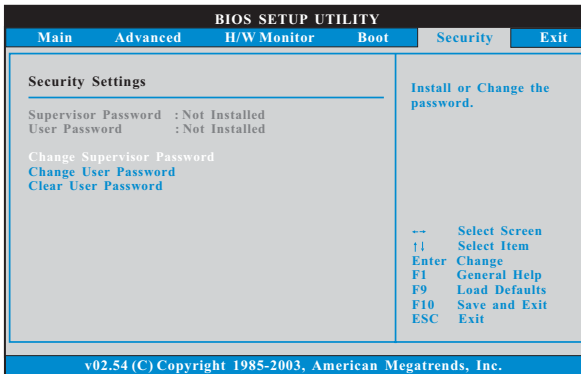 BIOS SETUP UTILITY
Main Advanced H/W Monitor Boot Security Exit
Security Settings
Supervisor Password : Not Installed
User Password : Not Installed
Change Supervisor Password
Change User Password
Clear User Password
Install or Change the
password.
←→ Select Screen
↑↓ Select Item
Enter Change
F1 General Help
F9 Load Defaults
F10 Save and Exit
ESC Exit
v02.54 (C) Copyright 1985-2003, American Megatrends, Inc.